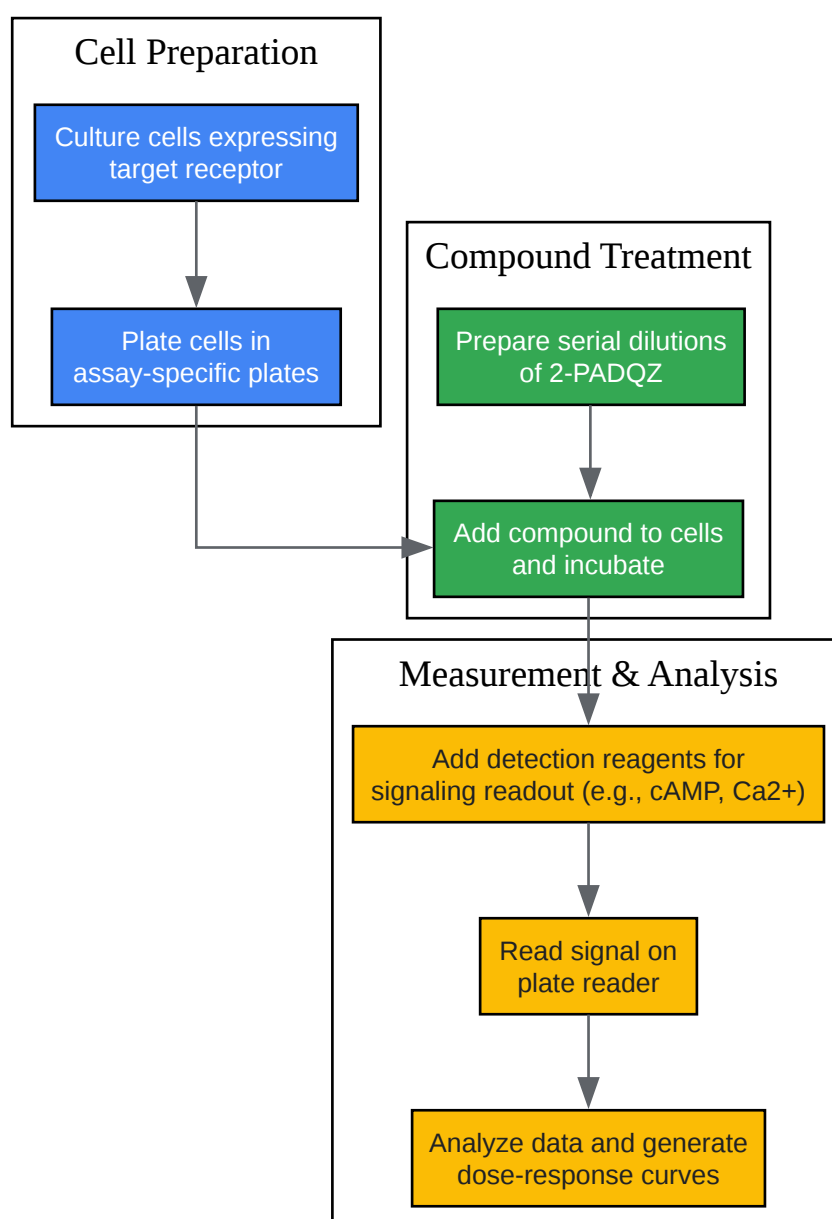 Cell Preparation
Culture cells expressing
target receptor
Plate cells in
assay-specific plates
Compound Treatment
Prepare serial dilutions
of 2-PADQZ
Add compound to cells
and incubate
Measurement & Analysis
Add detection reagents for
signaling readout (e.g., cAMP, Ca2+)
Read signal on
plate reader
Analyze data and generate
dose-response curves